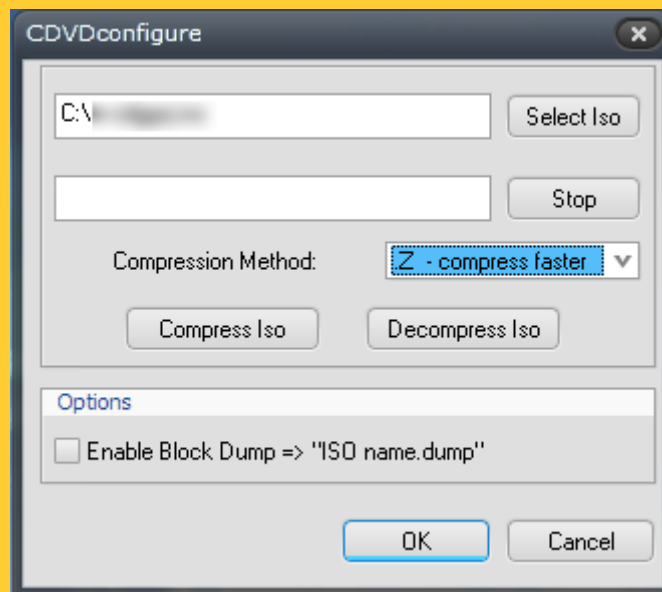 CDVDconfigure
C:\
Select Iso
Stop
Compression Method:
.Z - compress faster
Compress Iso
Decompress Iso
Options
Enable Block Dump => "ISO name.dump"
OK
Cancel